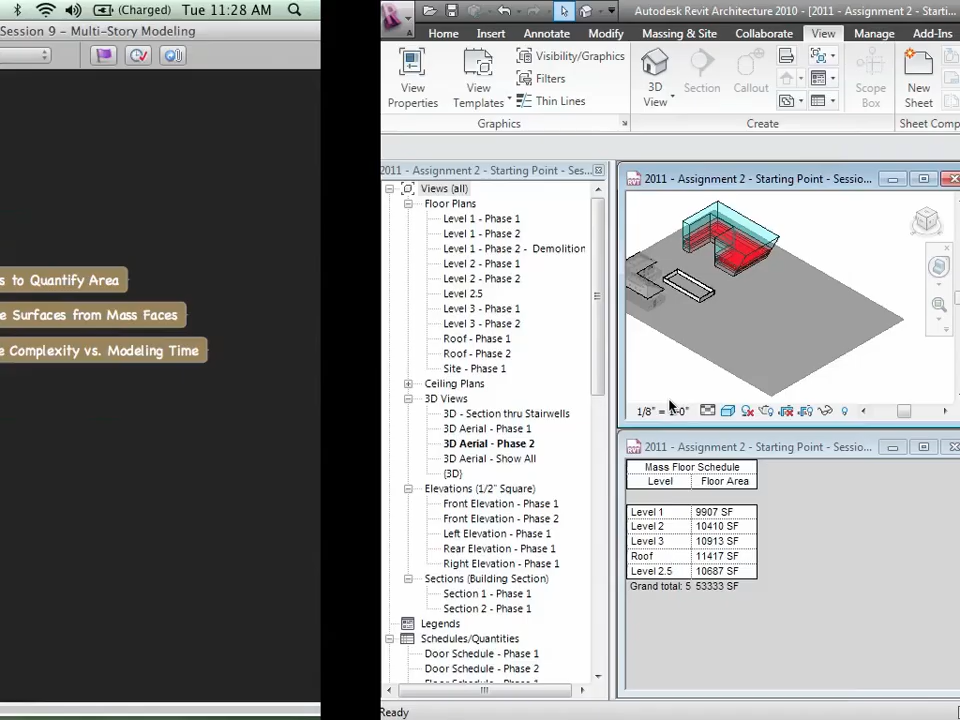 (Charged) Tue 11:28 AM
Session 9 - Multi-Story Modeling
s to Quantify Area
e Surfaces from Mass Faces
e Complexity vs. Modeling Time
Autodesk Revit Architecture 2010 - [2011 - Assignment 2 - Starti...
Home Insert Annotate Modify Massing & Site Collaborate View Manage Add-Ins
View Properties
View Templates
Visibility/Graphics
Filters
Thin Lines
3D View
Section
Callout
Scope Box
New Sheet
Graphics
Create
Sheet Comp
2011 - Assignment 2 - Starting Point - Ses...
Views (all)
Floor Plans
Level 1 - Phase 1
Level 1 - Phase 2
Level 1 - Phase 2 - Demolition
Level 2 - Phase 1
Level 2 - Phase 2
Level 2.5
Level 3 - Phase 1
Level 3 - Phase 2
Roof - Phase 1
Roof - Phase 2
Site - Phase 1
Ceiling Plans
3D Views
3D - Section thru Stairwells
3D Aerial - Phase 1
3D Aerial - Phase 2
3D Aerial - Show All
{3D}
Elevations (1/2" Square)
Front Elevation - Phase 1
Front Elevation - Phase 2
Left Elevation - Phase 1
Rear Elevation - Phase 1
Right Elevation - Phase 1
Sections (Building Section)
Section 1 - Phase 1
Section 2 - Phase 1
Legends
Schedules/Quantities
Door Schedule - Phase 1
Door Schedule - Phase 2
2011 - Assignment 2 - Starting Point - Sessio...
1/8" =
2011 - Assignment 2 - Starting Point - Sessio...
Mass Floor Schedule
Level Floor Area
Level 1 9907 SF
Level 2 10410 SF
Level 3 10913 SF
Roof 11417 SF
Level 2.5 10687 SF
Grand total: 5 53333 SF
Ready